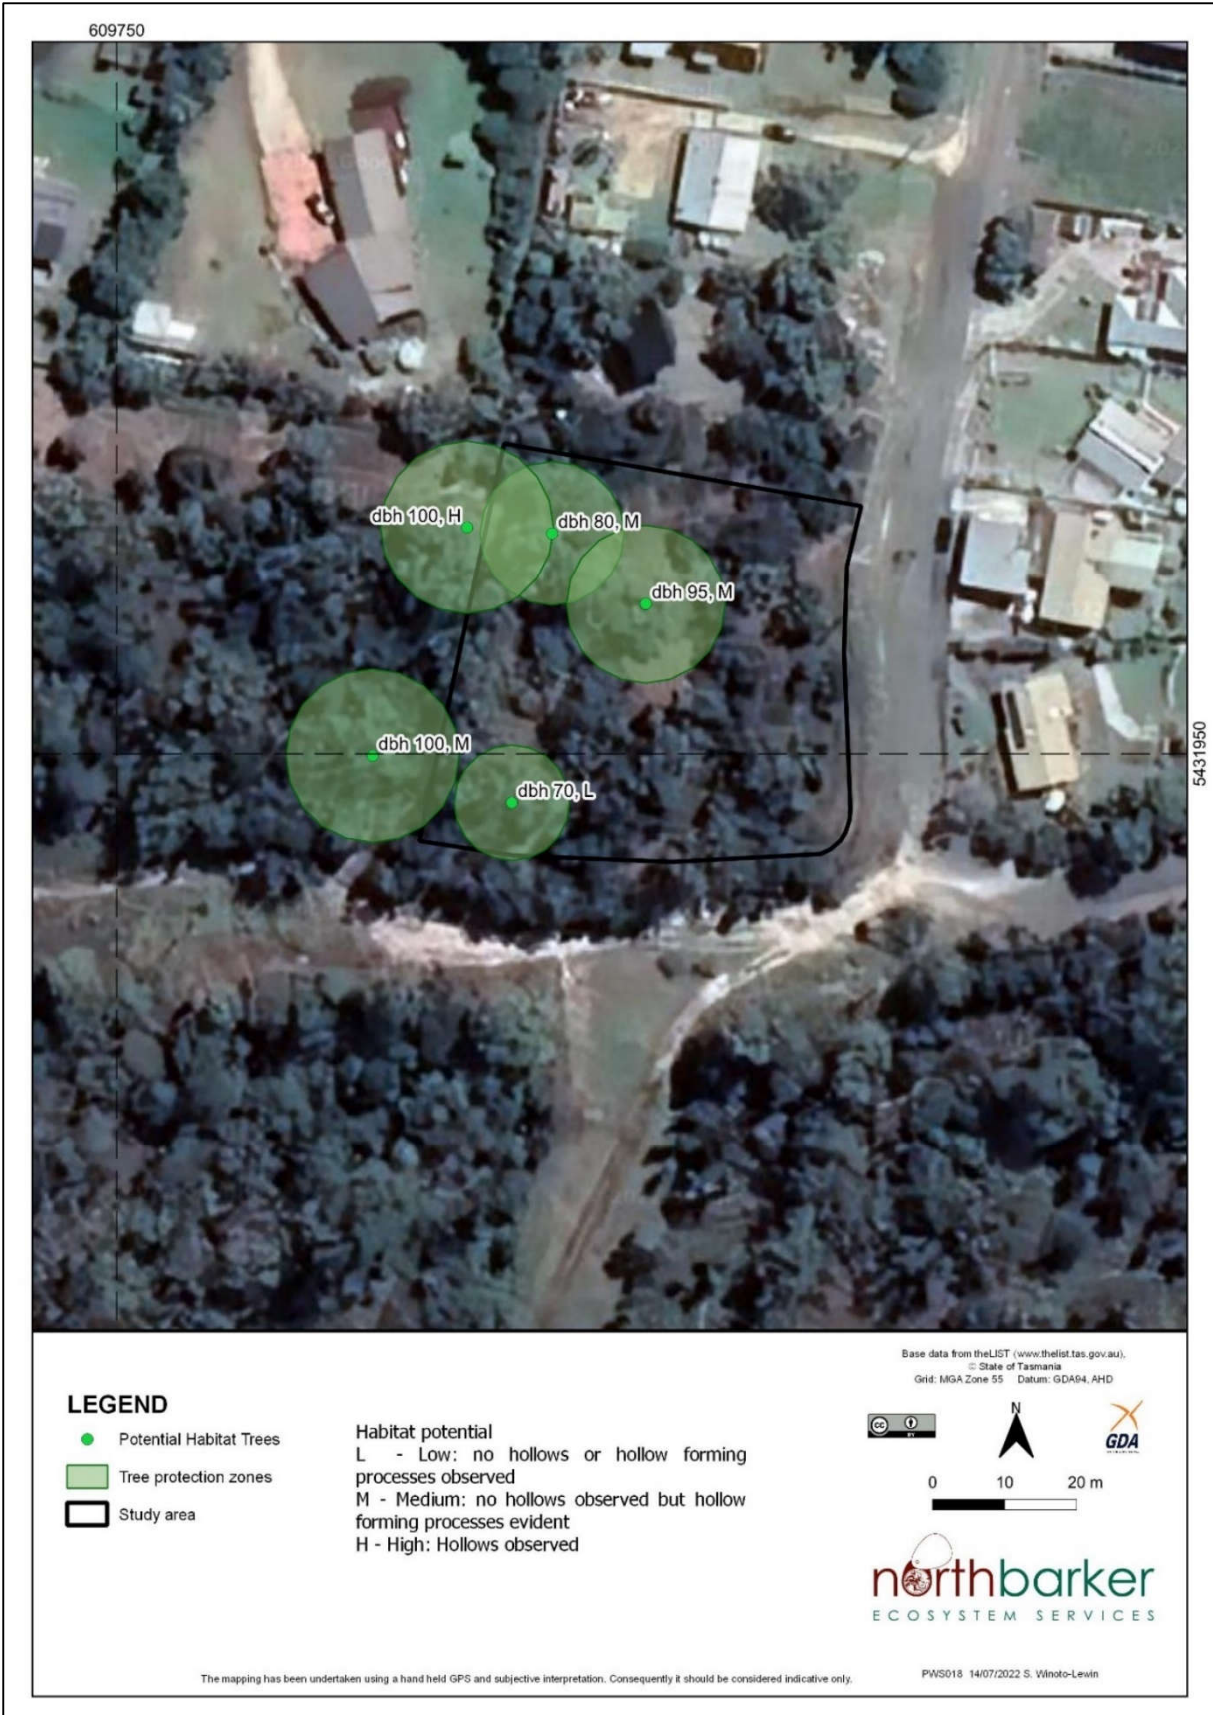 609750
dbh 100, H
dbh 80, M
dbh 95, M
dbh 100, M
dbh 70, L
5431950
Base data from theLIST (www.thelist.tas.gov.au),
© State of Tasmania
Grid: MGA Zone 55 Datum: GDA94, AHD
LEGEND
Potential Habitat Trees
Tree protection zones
Study area
Habitat potential
L - Low: no hollows or hollow forming
processes observed
M - Medium: no hollows observed but hollow
forming processes evident
H - High: Hollows observed
cc BY
N
GDA
0 10 20 m
northbarker
ECOSYSTEM SERVICES
The mapping has been undertaken using a hand held GPS and subjective interpretation. Consequently it should be considered indicative only.
PWS018 14/07/2022 S. Winoto-Lewin